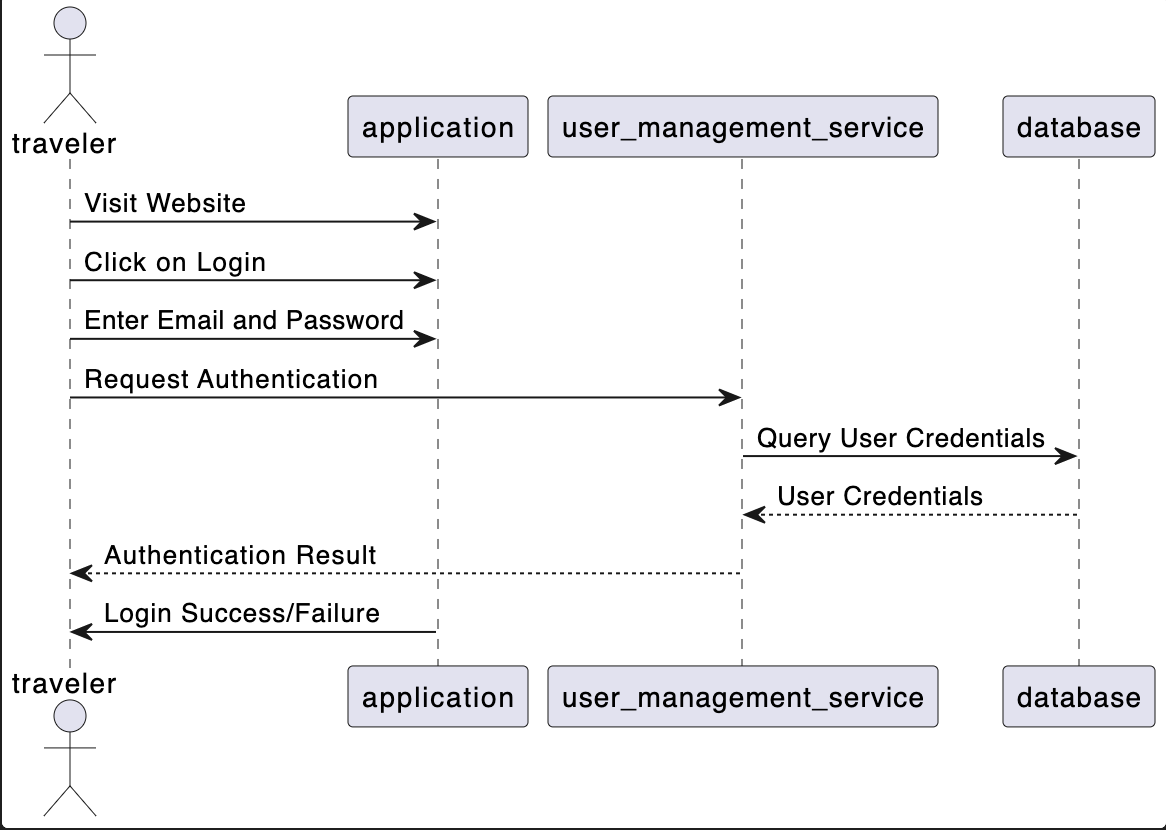 traveler
application
user_management_service
database
Visit Website
Click on Login
Enter Email and Password
Request Authentication
Query User Credentials
User Credentials
Authentication Result
Login Success/Failure
traveler
application
user_management_service
database